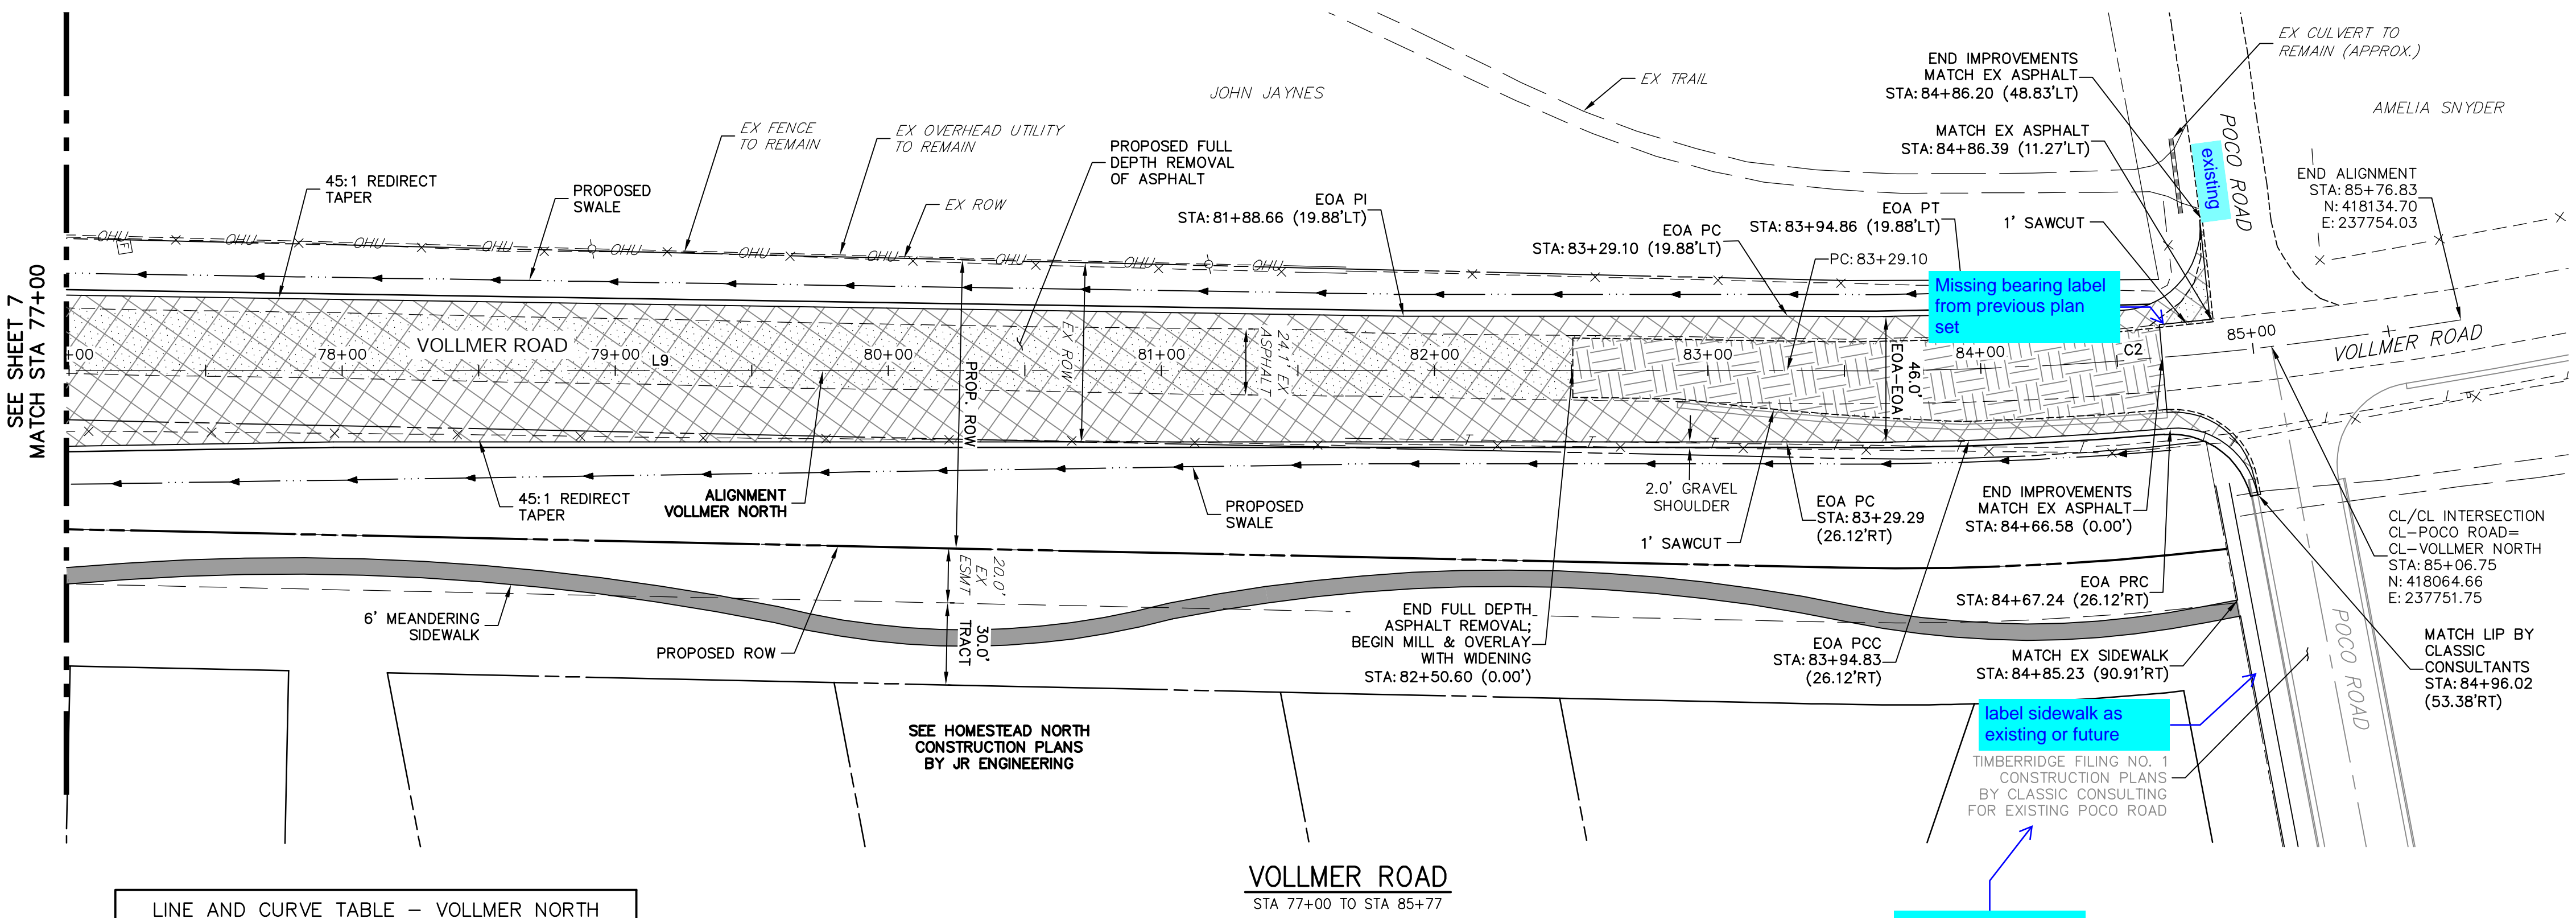 SEE SHEET 7
MATCH STA 77+00
45:1 REDIRECT
TAPER
PROPOSED
SWALE
EX FENCE
TO REMAIN
EX OVERHEAD UTILITY
TO REMAIN
EX ROW
JOHN JAYNES
PROPOSED FULL
DEPTH REMOVAL
OF ASPHALT
EOA PI
STA: 81+88.66 (19.88'LT)
EX TRAIL
EOA PC
STA: 83+29.10 (19.88'LT)
EOA PT
STA: 83+94.86 (19.88'LT)
PC: 83+29.10
END IMPROVEMENTS
MATCH EX ASPHALT
STA: 84+86.20 (48.83'LT)
MATCH EX ASPHALT
STA: 84+86.39 (11.27'LT)
1' SAWCUT
existing
POCO ROAD
EX CULVERT TO
REMAIN (APPROX.)
AMELIA SNYDER
END ALIGNMENT
STA: 85+76.83
N: 418134.70
E: 237754.03
Missing bearing label
from previous plan
set
OHU OHU OHU OHU OHU OHU OHU OHU OHU OHU
F
+00
78+00
VOLLMER ROAD
79+00
L9
80+00
81+00
82+00
83+00
84+00
C2
85+00
VOLLMER ROAD
PROP. ROW
EX ROW
24.1' EX
ASPHALT
46.0'
EOA-EOA
45:1 REDIRECT
TAPER
ALIGNMENT
VOLLMER NORTH
PROPOSED
SWALE
2.0' GRAVEL
SHOULDER
1' SAWCUT
EOA PC
STA: 83+29.29
(26.12'RT)
END IMPROVEMENTS
MATCH EX ASPHALT
STA: 84+66.58 (0.00')
CL/CL INTERSECTION
CL-POCO ROAD=
CL-VOLLMER NORTH
STA: 85+06.75
N: 418064.66
E: 237751.75
20.0'
EX
ESMT
30.0'
TRACT
6' MEANDERING
SIDEWALK
PROPOSED ROW
END FULL DEPTH
ASPHALT REMOVAL;
BEGIN MILL & OVERLAY
WITH WIDENING
STA: 82+50.60 (0.00')
EOA PRC
STA: 84+67.24 (26.12'RT)
EOA PCC
STA: 83+94.83
(26.12'RT)
MATCH EX SIDEWALK
STA: 84+85.23 (90.91'RT)
POCO ROAD
MATCH LIP BY
CLASSIC
CONSULTANTS
STA: 84+96.02
(53.38'RT)
label sidewalk as
existing or future
SEE HOMESTEAD NORTH
CONSTRUCTION PLANS
BY JR ENGINEERING
TIMBERRIDGE FILING NO. 1
CONSTRUCTION PLANS
BY CLASSIC CONSULTING
FOR EXISTING POCO ROAD
VOLLMER ROAD
STA 77+00 TO STA 85+77
LINE AND CURVE TABLE - VOLLMER NORTH